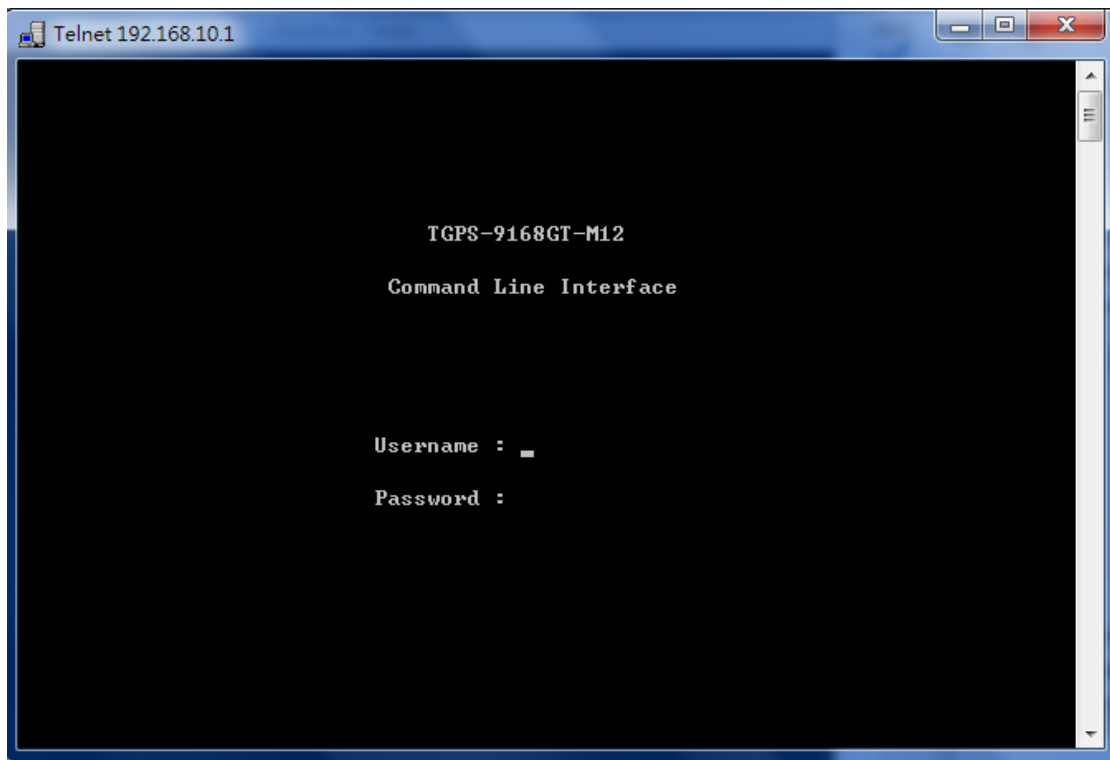 Telnet 192.168.10.1
TGPS-9168GT-M12
Command Line Interface
Username :
Password :